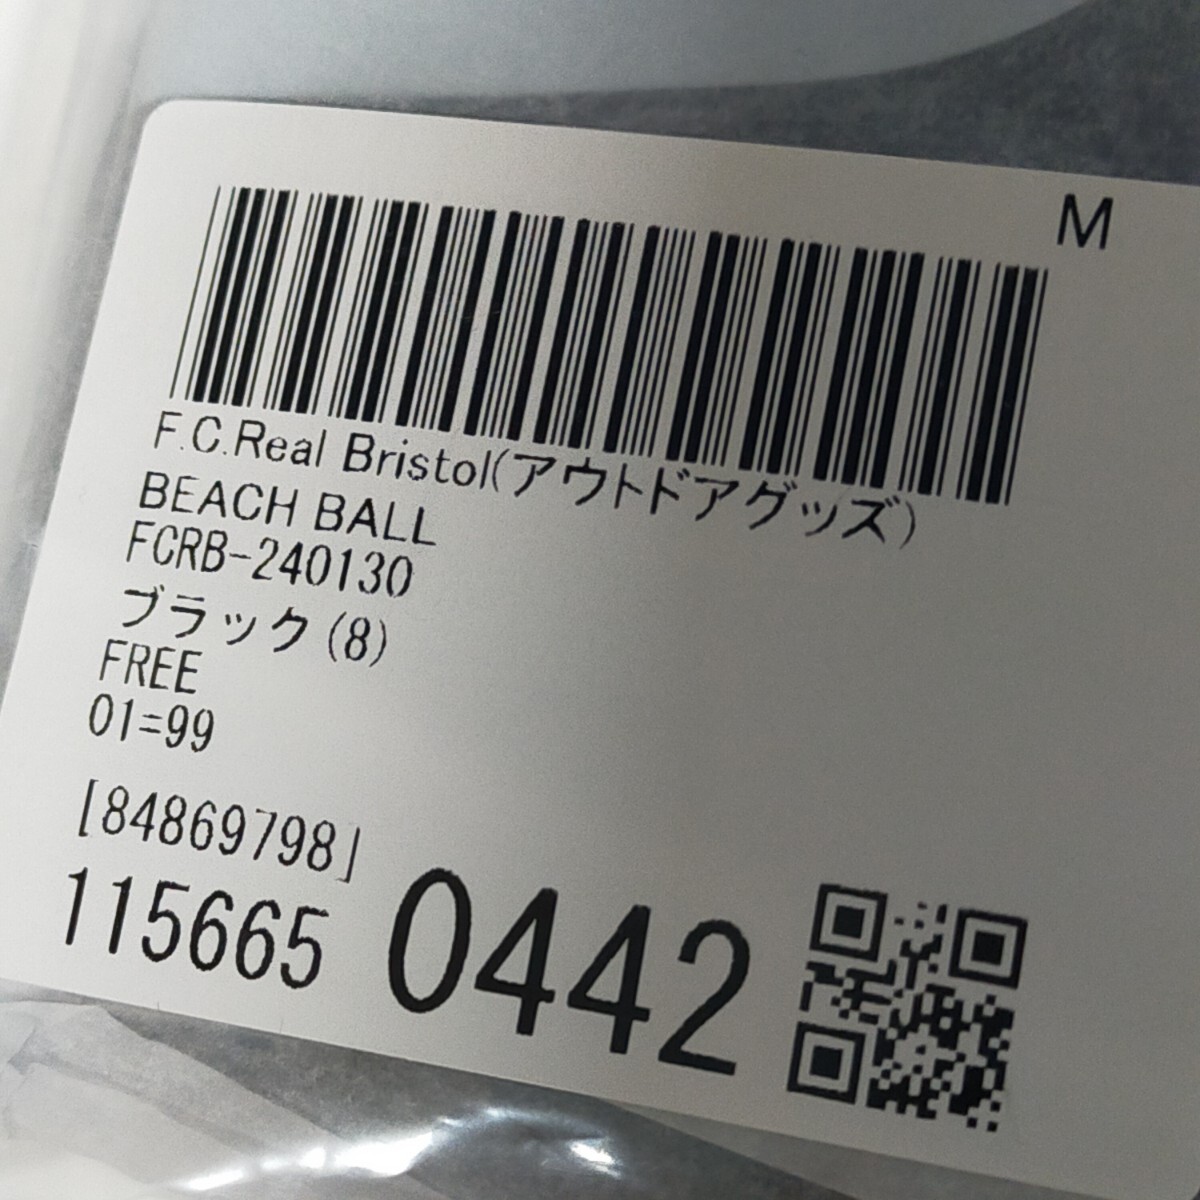 M
F.C.Real Bristol(アウトドアグッズ)
BEACH BALL
FCRB-240130
ブラック(8)
FREE
01=99
[84869798]
115665 0442